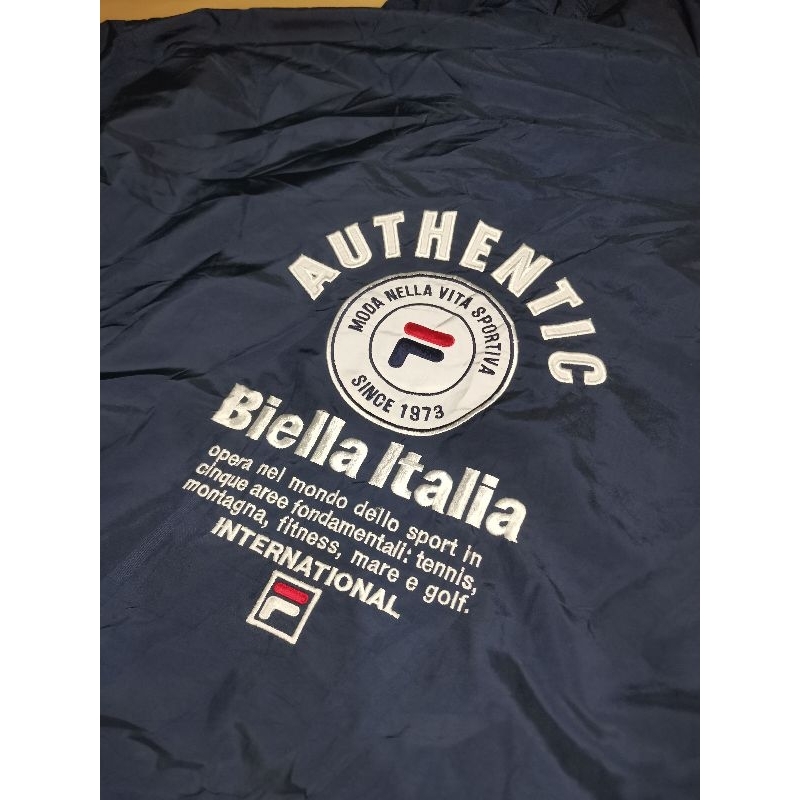 AUTHENTIC
MODA NELLA VITA SPORTIVA
SINCE 1973
Biella Italia
opera nel mondo dello sport in
cinque aree fondamentali: tennis,
montagna, fitness, mare e golf.
INTERNATIONAL